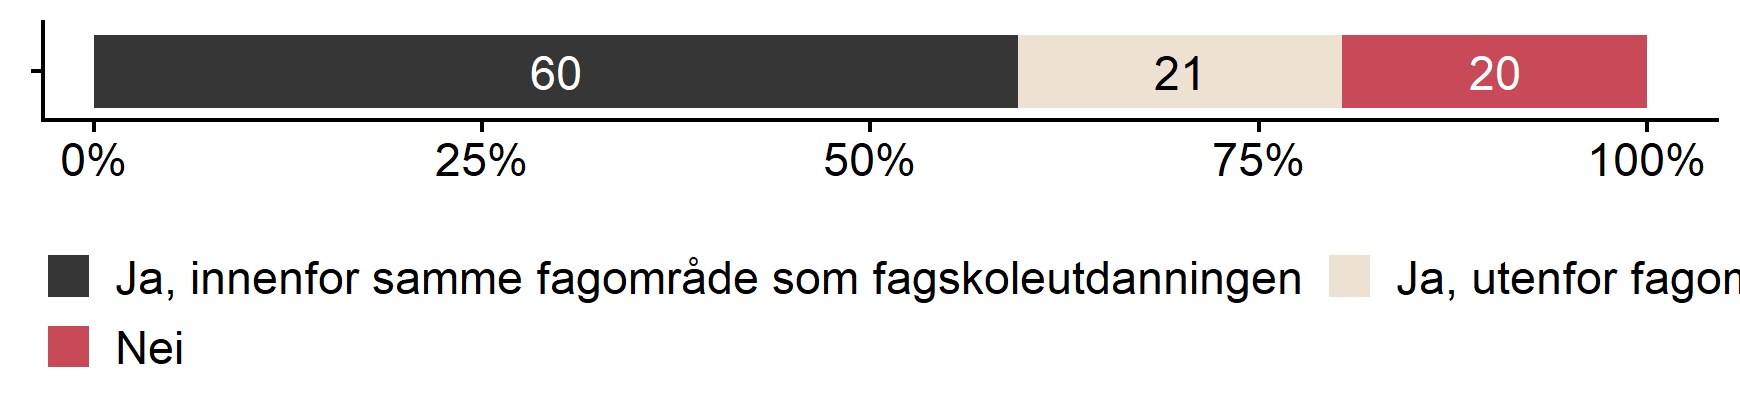 60 21 20
0% 25% 50% 75% 100%
Ja, innenfor samme fagområde som fagskoleutdanningen Ja, utenfor
Nei